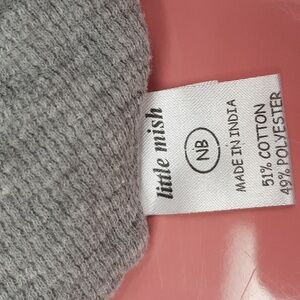 little mish
NB
MADE IN INDIA
51% COTTON
49% POLYESTER